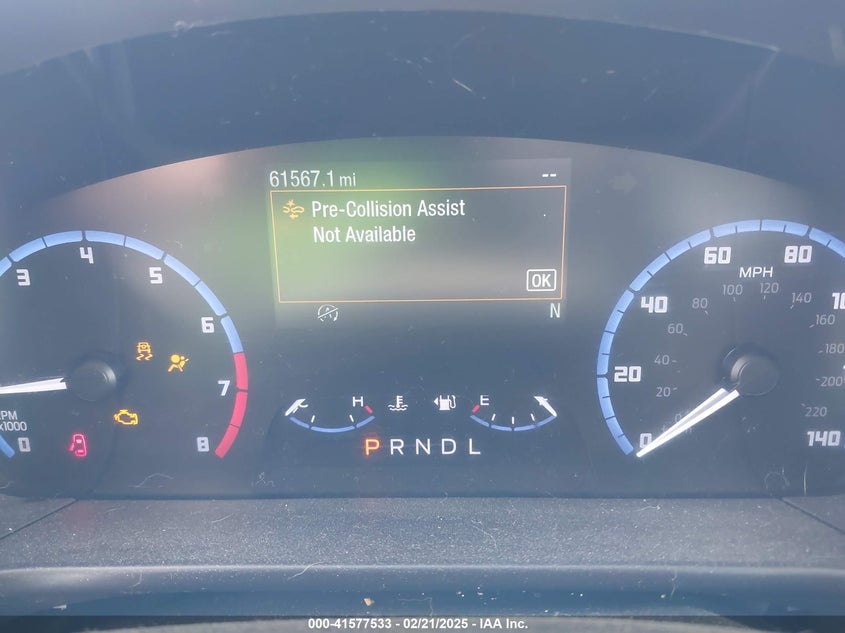 61567.1 mi --
Pre-Collision Assist
Not Available
OK
N
3 4 5 6 7 8
x1000
0
H E
P R N D L
0 20 40 60 80
MPH
20 40 60 80 100 120 140 160 180 200 220
140
000-41577533 - 02/21/2025 - IAA Inc.